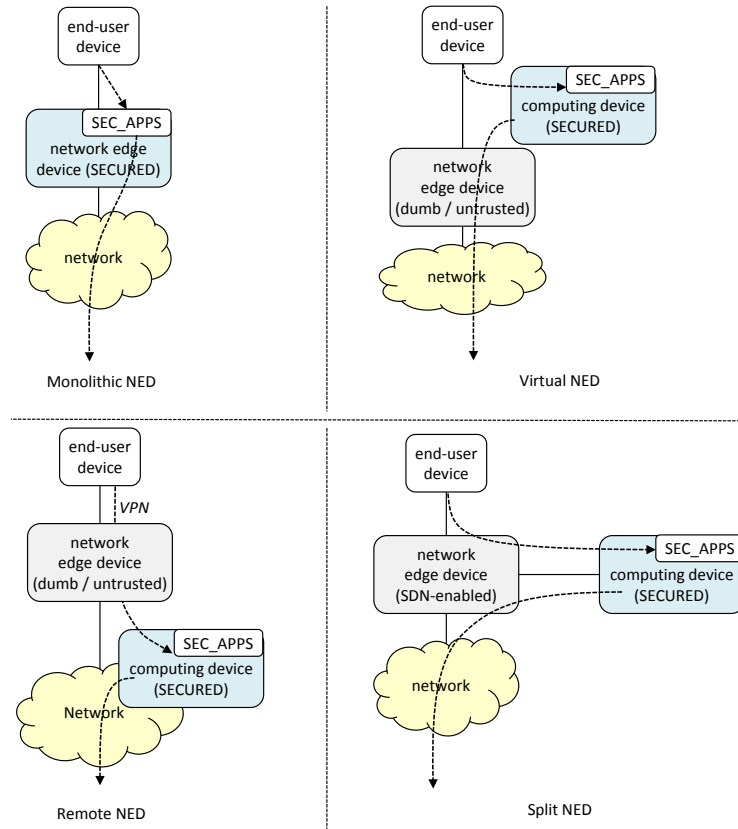 end-user
device
SEC_APPS
network edge
device (SECURED)
network
Monolithic NED
end-user
device
SEC_APPS
computing device
(SECURED)
network
edge device
(dumb / untrusted)
network
Virtual NED
end-user
device
VPN
network
edge device
(dumb / untrusted)
SEC_APPS
computing device
(SECURED)
Network
Remote NED
end-user
device
network
edge device
(SDN-enabled)
SEC_APPS
computing device
(SECURED)
network
Split NED